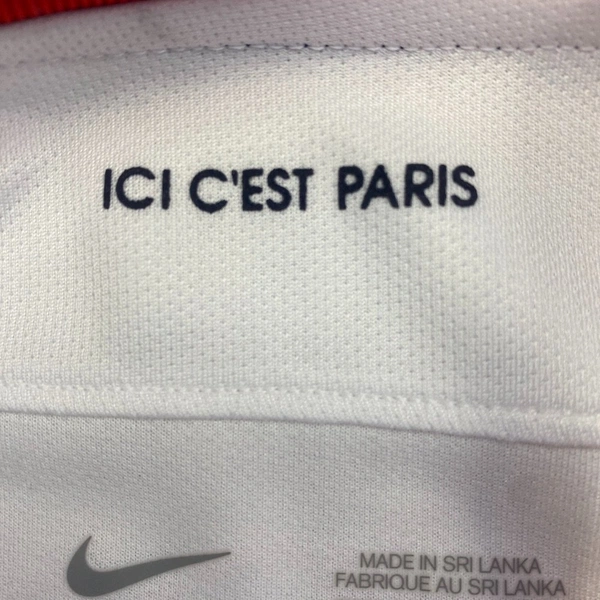 ICI C'EST PARIS
MADE IN SRI LANKA
FABRIQUE AU SRI LANKA